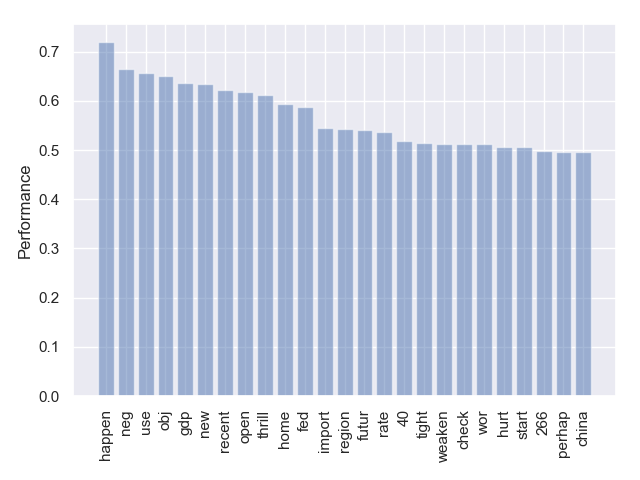 0.7
0.6
0.5
0.4
0.3
0.2
0.1
0.0
Performance
happen
neg
use
obj
gdp
new
recent
open
thrill
home
fed
import
region
futur
rate
40
tight
weaken
check
wor
hurt
start
266
perhap
china